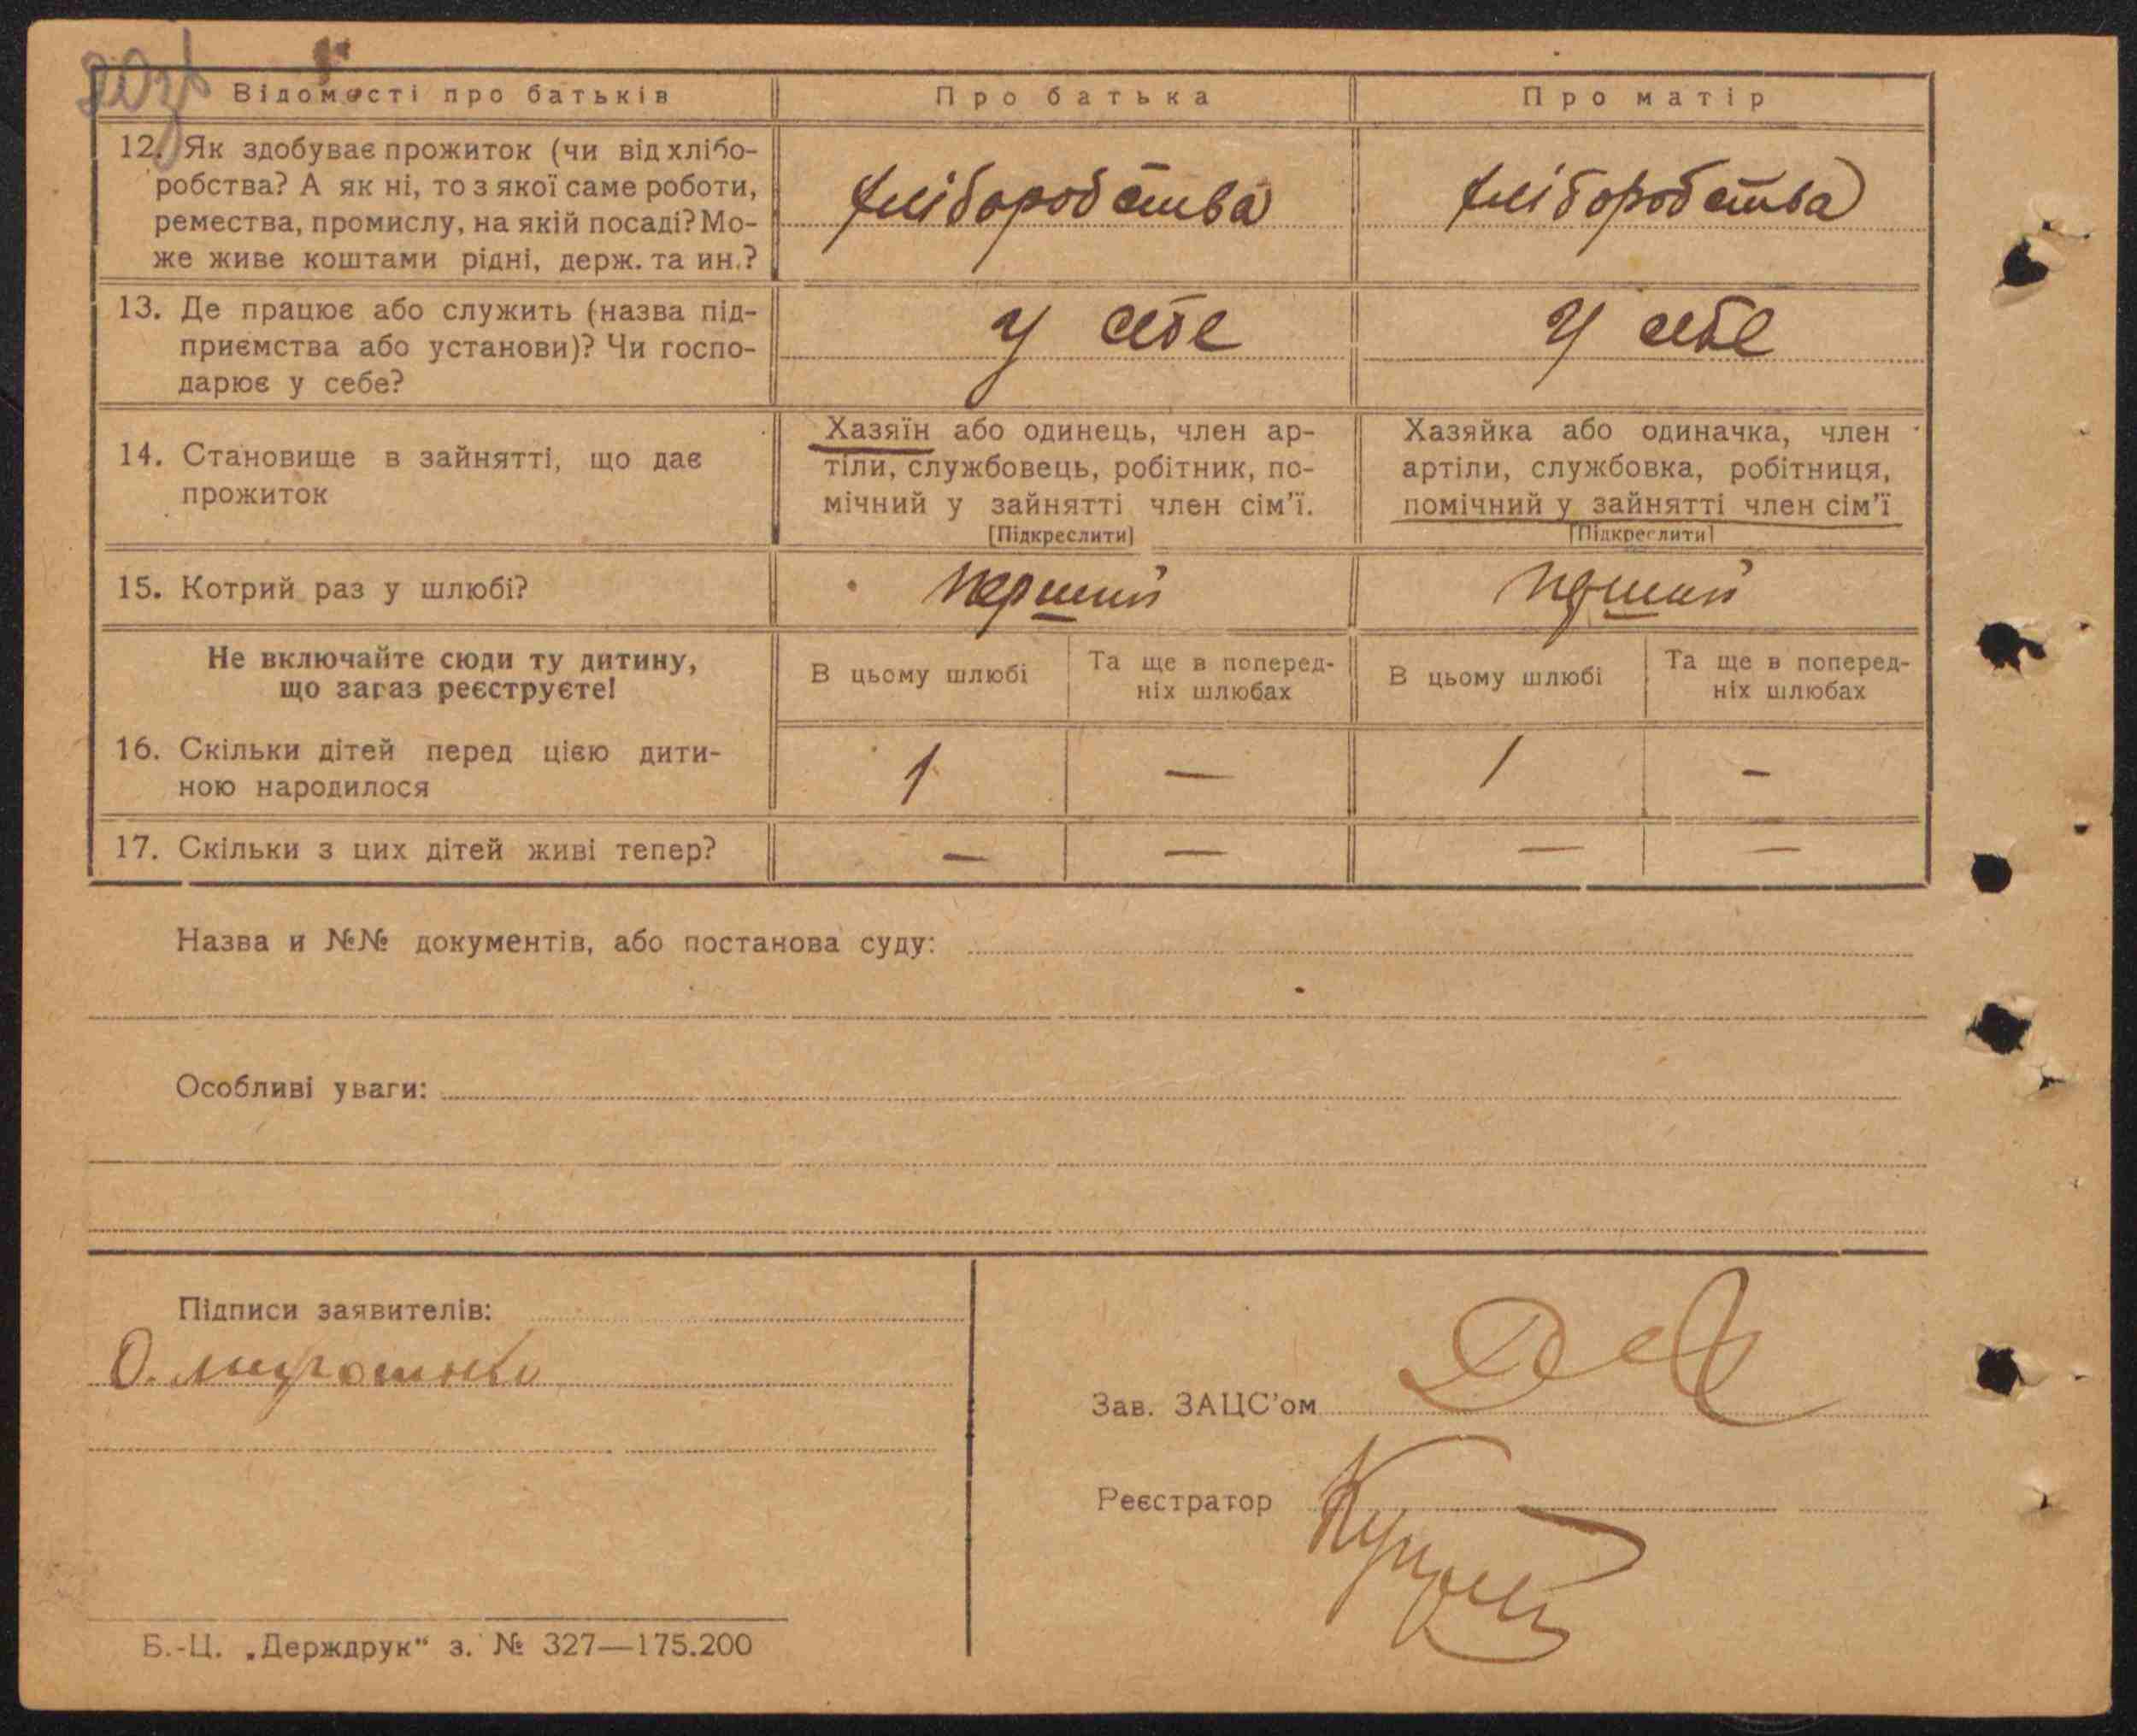 Відомості про батьків
Про батька
Про матір
12. Як здобуває прожиток (чи від хлібо-
робства? А як ні, то з якої саме роботи,
ремества, промислу, на якій посаді? Мо-
же живе коштами рідні, держ. та ин.?
хліборобства
хліборобства
13. Де працює або служить (назва під-
приємства або установи)? Чи госпо-
дарює у себе?
у себе
у себе
14. Становище в зайнятті, що дає
прожиток
Хазяїн або одинець, член ар-
тіли, службовець, робітник, по-
мічний у зайнятті член сім'ї.
[Підкреслити]
Хазяйка або одиначка, член
артіли, службовка, робітниця,
помічний у зайнятті член сім'ї
[Підкреслити]
15. Котрий раз у шлюбі?
перший
перший
Не включайте сюди ту дитину,
що зараз реєструєте!
В цьому шлюбі
Та ще в поперед-
ніх шлюбах
В цьому шлюбі
Та ще в поперед-
ніх шлюбах
16. Скільки дітей перед цією дити-
ною народилося
1
—
1
—
17. Скільки з цих дітей живі тепер?
—
—
—
—
Назва и №№ документів, або постанова суду:
Особливі уваги:
Підписи заявителів:
О.
Зав. ЗАЦС'ом
Реєстратор
Б.-Ц. „Держдрук“ з. № 327—175.200